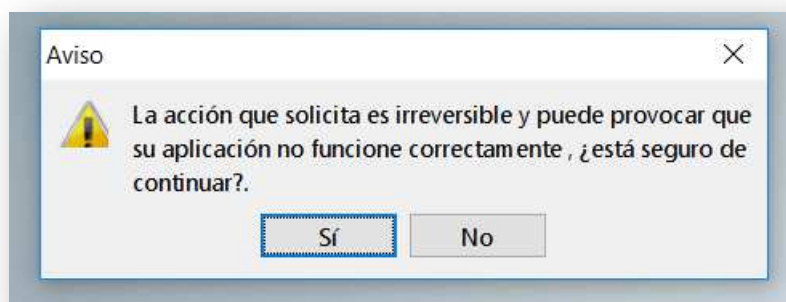 Aviso
La acción que solicita es irreversible y puede provocar que
su aplicación no funcione correctamente , ¿está seguro de
continuar?.
Sí
No